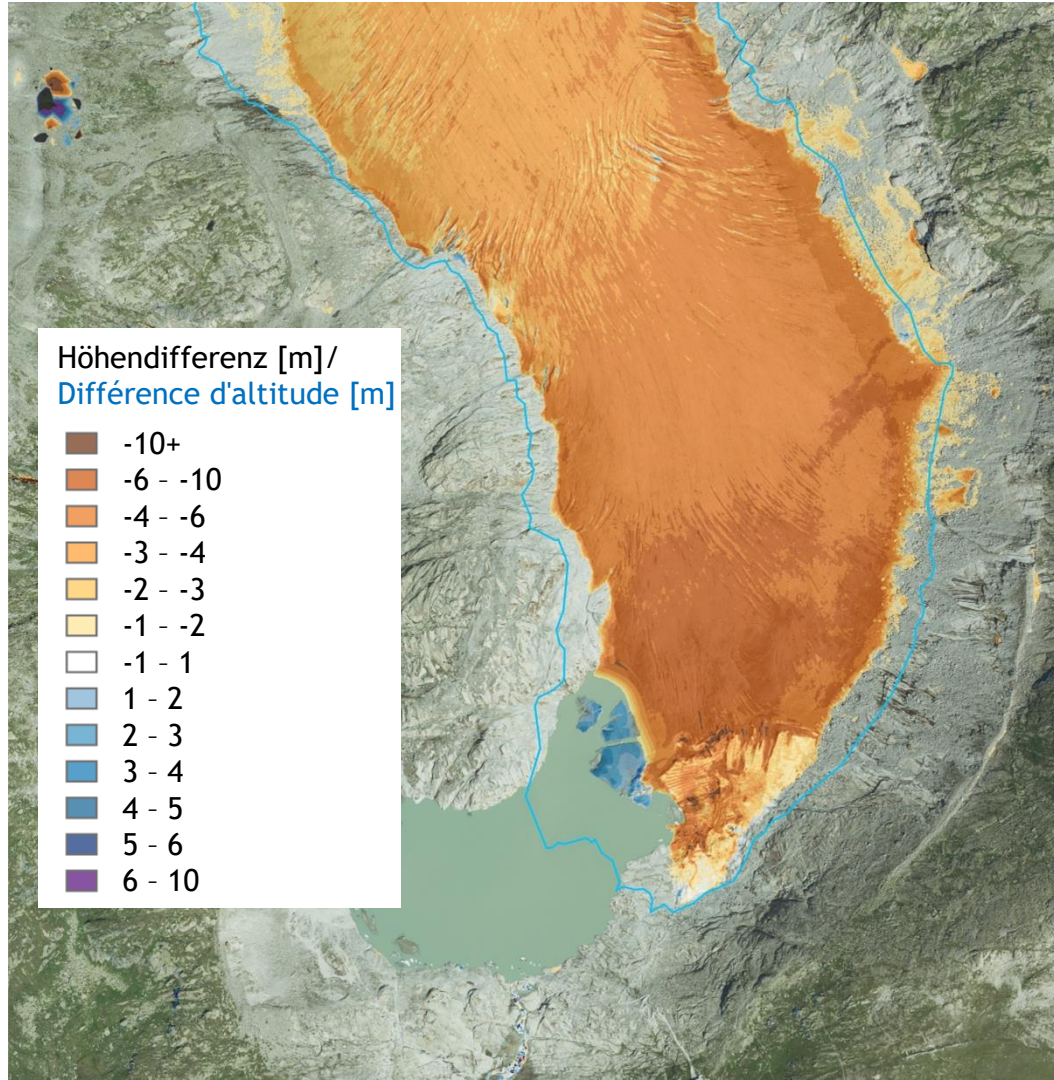 Höhendifferenz [m]/
Différence d'altitude [m]
-10+
-6 – -10
-4 – -6
-3 – -4
-2 – -3
-1 – -2
-1 – 1
1 – 2
2 – 3
3 – 4
4 – 5
5 – 6
6 – 10